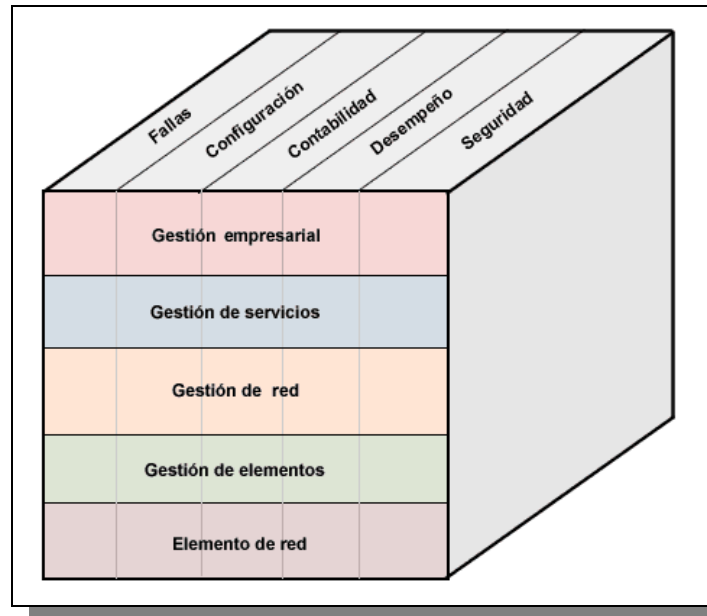 Fallas
Configuración
Contabilidad
Desempeño
Seguridad
Gestión empresarial
Gestión de servicios
Gestión de red
Gestión de elementos
Elemento de red